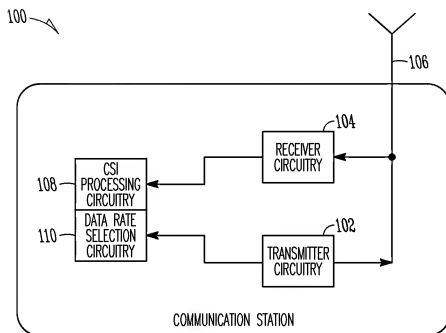 100
106
104
RECEIVER
CIRCUITRY
108
CSI
PROCESSING
CIRCUITRY
110
DATA RATE
SELECTION
CIRCUITRY
102
TRANSMITTER
CIRCUITRY
COMMUNICATION STATION